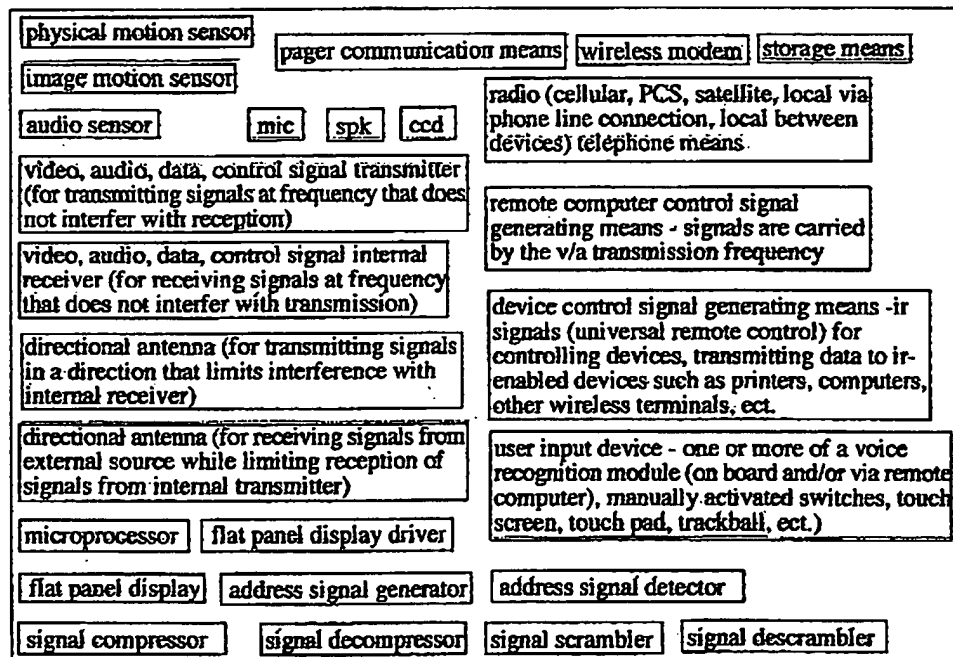 physical motion sensor
pager communication means
wireless modem
storage means
image motion sensor
radio (cellular, PCS, satellite, local via
phone line connection, local between
devices) telephone means
audio sensor
mic
spk
ccd
video, audio, data, control signal transmitter
(for transmitting signals at frequency that does
not interfer with reception)
remote computer control signal
generating means - signals are carried
by the v/a transmission frequency
video, audio, data, control signal internal
receiver (for receiving signals at frequency
that does not interfer with transmission)
device control signal generating means -ir
signals (universal remote control) for
controlling devices, transmitting data to ir-
enabled devices such as printers, computers,
other wireless terminals, ect.
directional antenna (for transmitting signals
in a direction that limits interference with
internal receiver)
directional antenna (for receiving signals from
external source while limiting reception of
signals from internal transmitter)
user input device - one or more of a voice
recognition module (on board and/or via remote
computer), manually activated switches, touch
screen, touch pad, trackball, ect.)
microprocessor
flat panel display driver
flat panel display
address signal generator
address signal detector
signal compressor
signal decompressor
signal scrambler
signal descrambler